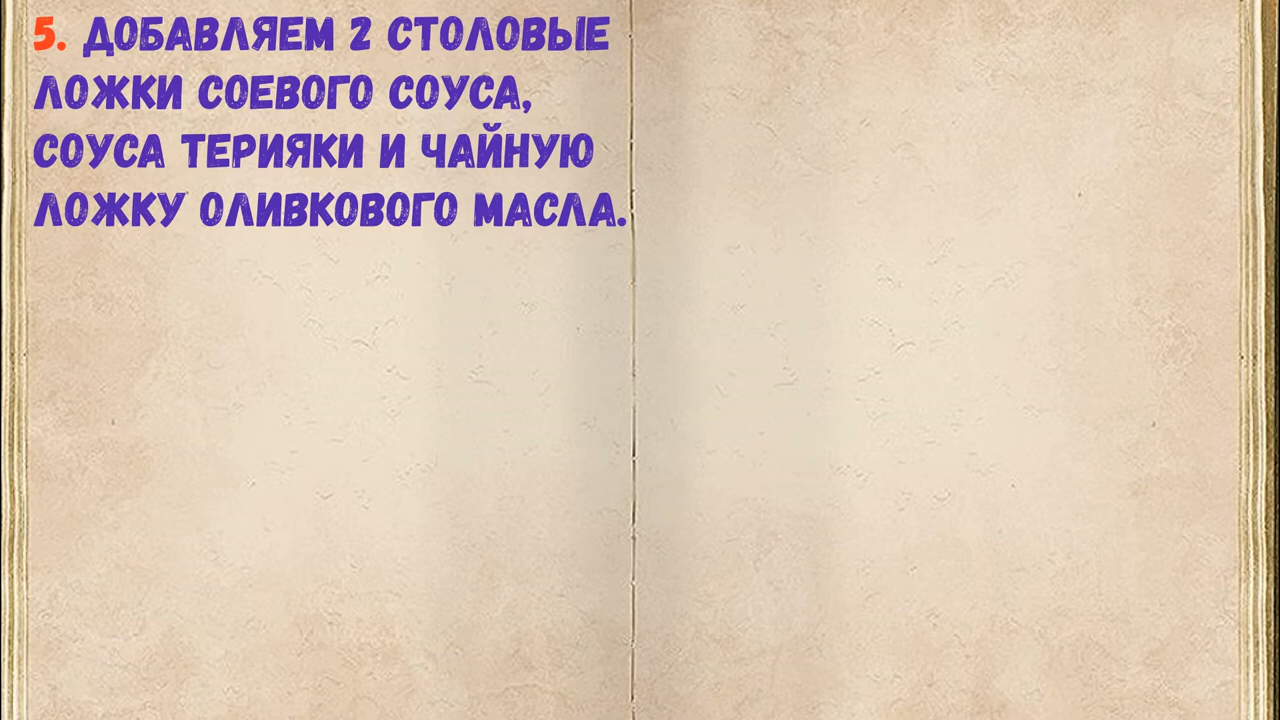 5. ДОБАВЛЯЕМ 2 СТОЛОВЫЕ
ЛОЖКИ СОЕВОГО СОУСА,
СОУСА ТЕРИЯКИ И ЧАЙНУЮ
ЛОЖКУ ОЛИВКОВОГО МАСЛА.